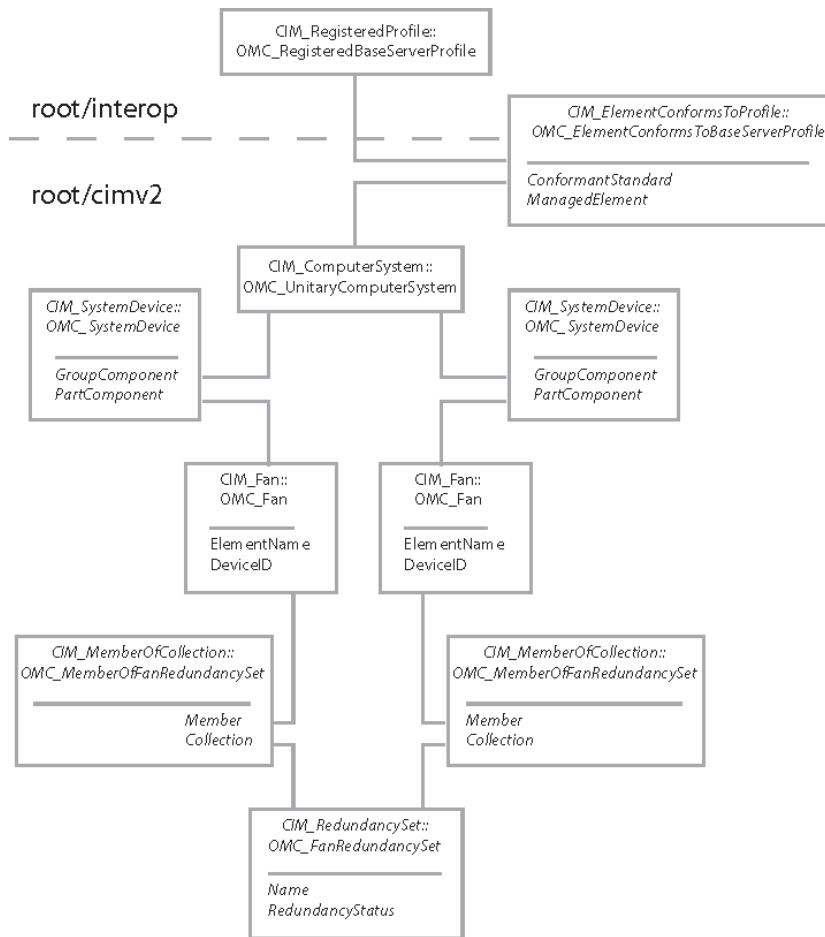 CIM_RegisteredProfile::
OMC_RegisteredBaseServerProfile
root/interop
CIM_ElementConformsToProfile::
OMC_ElementConformsToBaseServerProfile
ConformantStandard
ManagedElement
root/cimv2
CIM_ComputerSystem::
OMC_UnitaryComputerSystem
CIM_SystemDevice::
OMC_SystemDevice
GroupComponent
PartComponent
CIM_SystemDevice::
OMC_SystemDevice
GroupComponent
PartComponent
CIM_Fan::
OMC_Fan
ElementName
DeviceID
CIM_Fan::
OMC_Fan
ElementName
DeviceID
CIM_MemberOfCollection::
OMC_MemberOfFanRedundancySet
Member
Collection
CIM_MemberOfCollection::
OMC_MemberOfFanRedundancySet
Member
Collection
CIM_RedundancySet::
OMC_FanRedundancySet
Name
RedundancyStatus